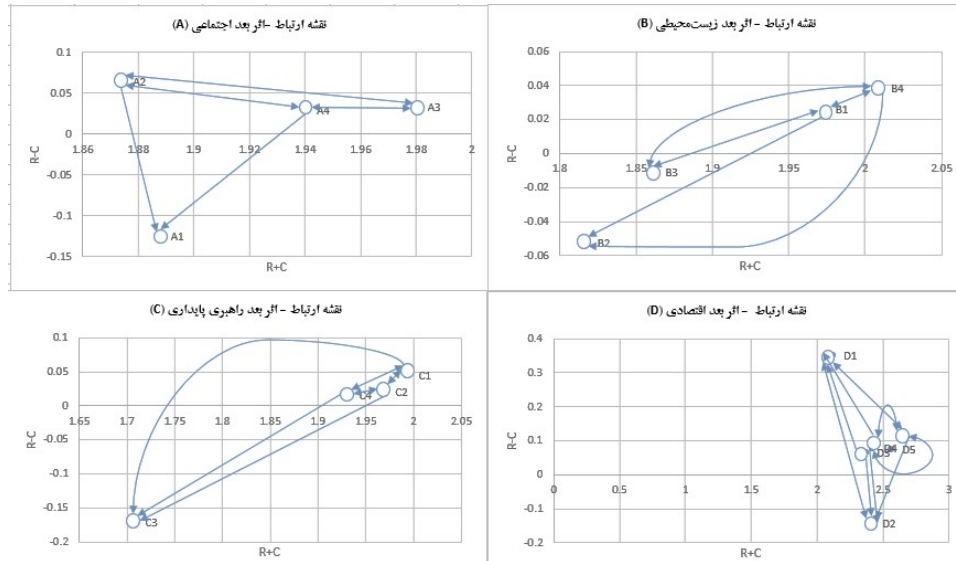 نقشه ارتباط -اثر بعد اجتماعی (A)
R-C
0.1
0.05
0
-0.05
-0.1
-0.15
1.86
1.88
1.9
1.92
1.94
1.96
1.98
2
A2
A4
A3
A1
R+C
نقشه ارتباط - اثر بعد زیست‌محیطی (B)
R-C
0.06
0.04
0.02
0
-0.02
-0.04
-0.06
1.8
1.85
1.9
1.95
2
2.05
B4
B1
B3
B2
R+C
نقشه ارتباط - اثر بعد راهبری پایداری (C)
R-C
0.1
0.05
0
-0.05
-0.1
-0.15
-0.2
1.65
1.7
1.75
1.8
1.85
1.9
1.95
2
2.05
C1
C2
C4
C3
R+C
نقشه ارتباط - اثر بعد اقتصادی (D)
R-C
0.4
0.3
0.2
0.1
0
-0.1
-0.2
0
0.5
1
1.5
2
2.5
3
D1
D4
D5
D3
D2
R+C